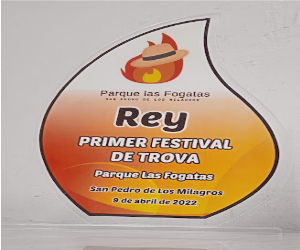 Parque las Fogatas
SAN PEDRO DE LOS MILAGROS
Rey
PRIMER FESTIVAL
DE TROVA
Parque Las Fogatas
San Pedro de Los Milagros
9 de abril de 2022